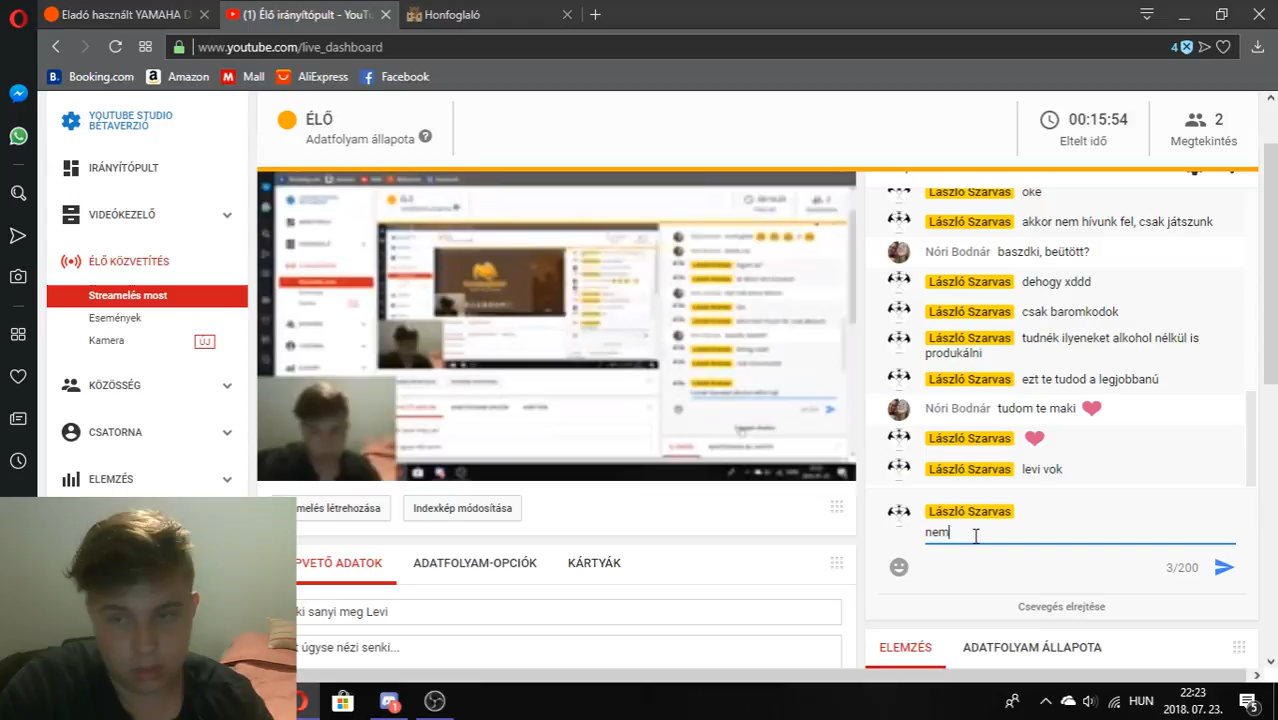 Eladó használt YAMAHA D
(1) Élő irányítópult - YouT
Honfoglaló
www.youtube.com/live_dashboard
4
B. Booking.com
Amazon
Mall
AliExpress
Facebook
YOUTUBE STUDIO
BÉTAVERZIÓ
IRÁNYÍTÓPULT
VIDEÓKEZELŐ
ÉLŐ KÖZVETÍTÉS
Streamelés most
Események
Kamera
ÚJ
KÖZÖSSÉG
CSATORNA
ELEMZÉS
ÉLŐ
Adatfolyam állapota
00:15:54
Eltelt idő
2
Megtekintés
László Szarvas oke
László Szarvas akkor nem hívunk fel, csak játszunk
Nóri Bodnár baszdki, beütött?
László Szarvas dehogy xddd
László Szarvas csak baromkodok
László Szarvas tudnék ilyeneket alkohol nélkül is
produkálni
László Szarvas ezt te tudod a legjobbanú
Nóri Bodnár tudom te maki ❤
László Szarvas ❤
László Szarvas levi vok
László Szarvas
nem
3/200
Csevegés elrejtése
melés létrehozása
Indexkép módosítása
PVETŐ ADATOK
ADATFOLYAM-OPCIÓK
KÁRTYÁK
ki sanyi meg Levi
t úgyse nézi senki...
ELEMZÉS
ADATFOLYAM ÁLLAPOTA
1
HUN
22:23
2018. 07. 23.
5